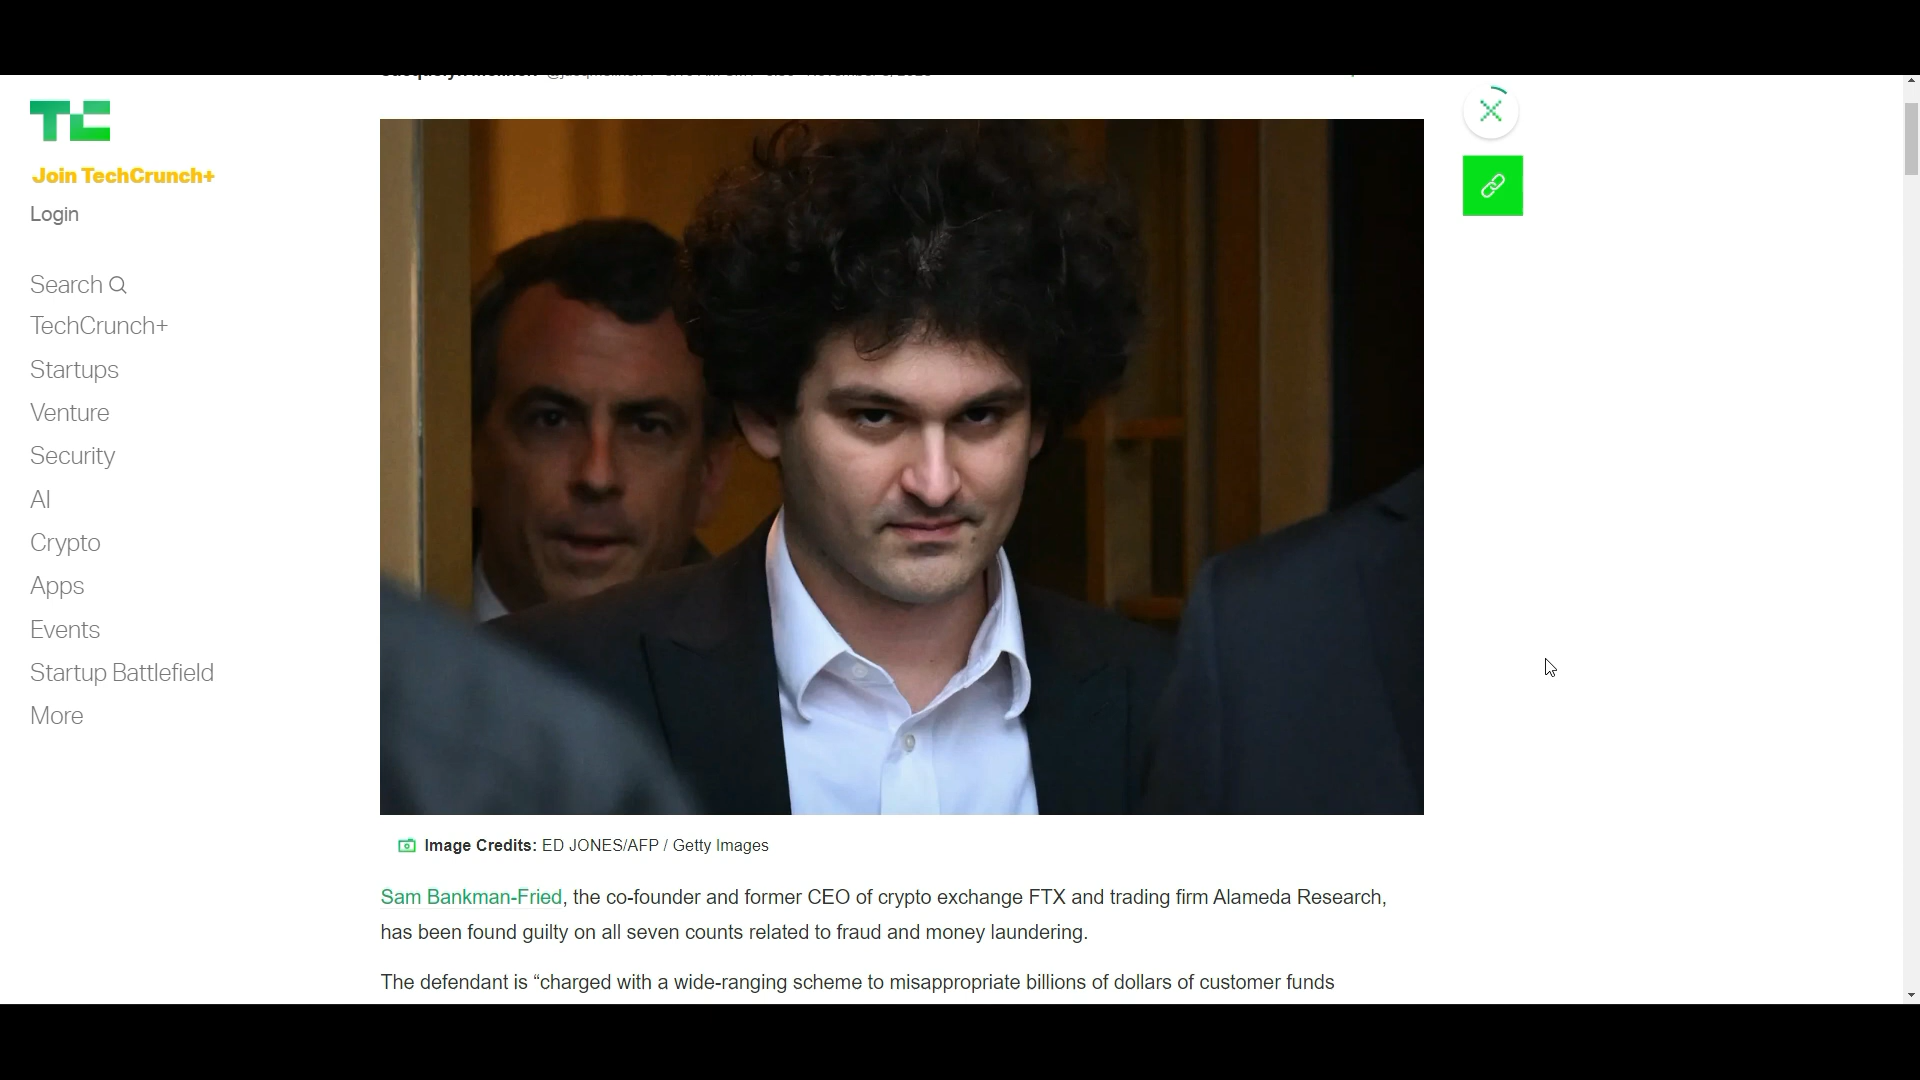 TC
Join TechCrunch+
Login
Search
TechCrunch+
Startups
Venture
Security
AI
Crypto
Apps
Events
Startup Battlefield
More
Image Credits: ED JONES/AFP / Getty Images
Sam Bankman-Fried, the co-founder and former CEO of crypto exchange FTX and trading firm Alameda Research,
has been found guilty on all seven counts related to fraud and money laundering.
The defendant is “charged with a wide-ranging scheme to misappropriate billions of dollars of customer funds